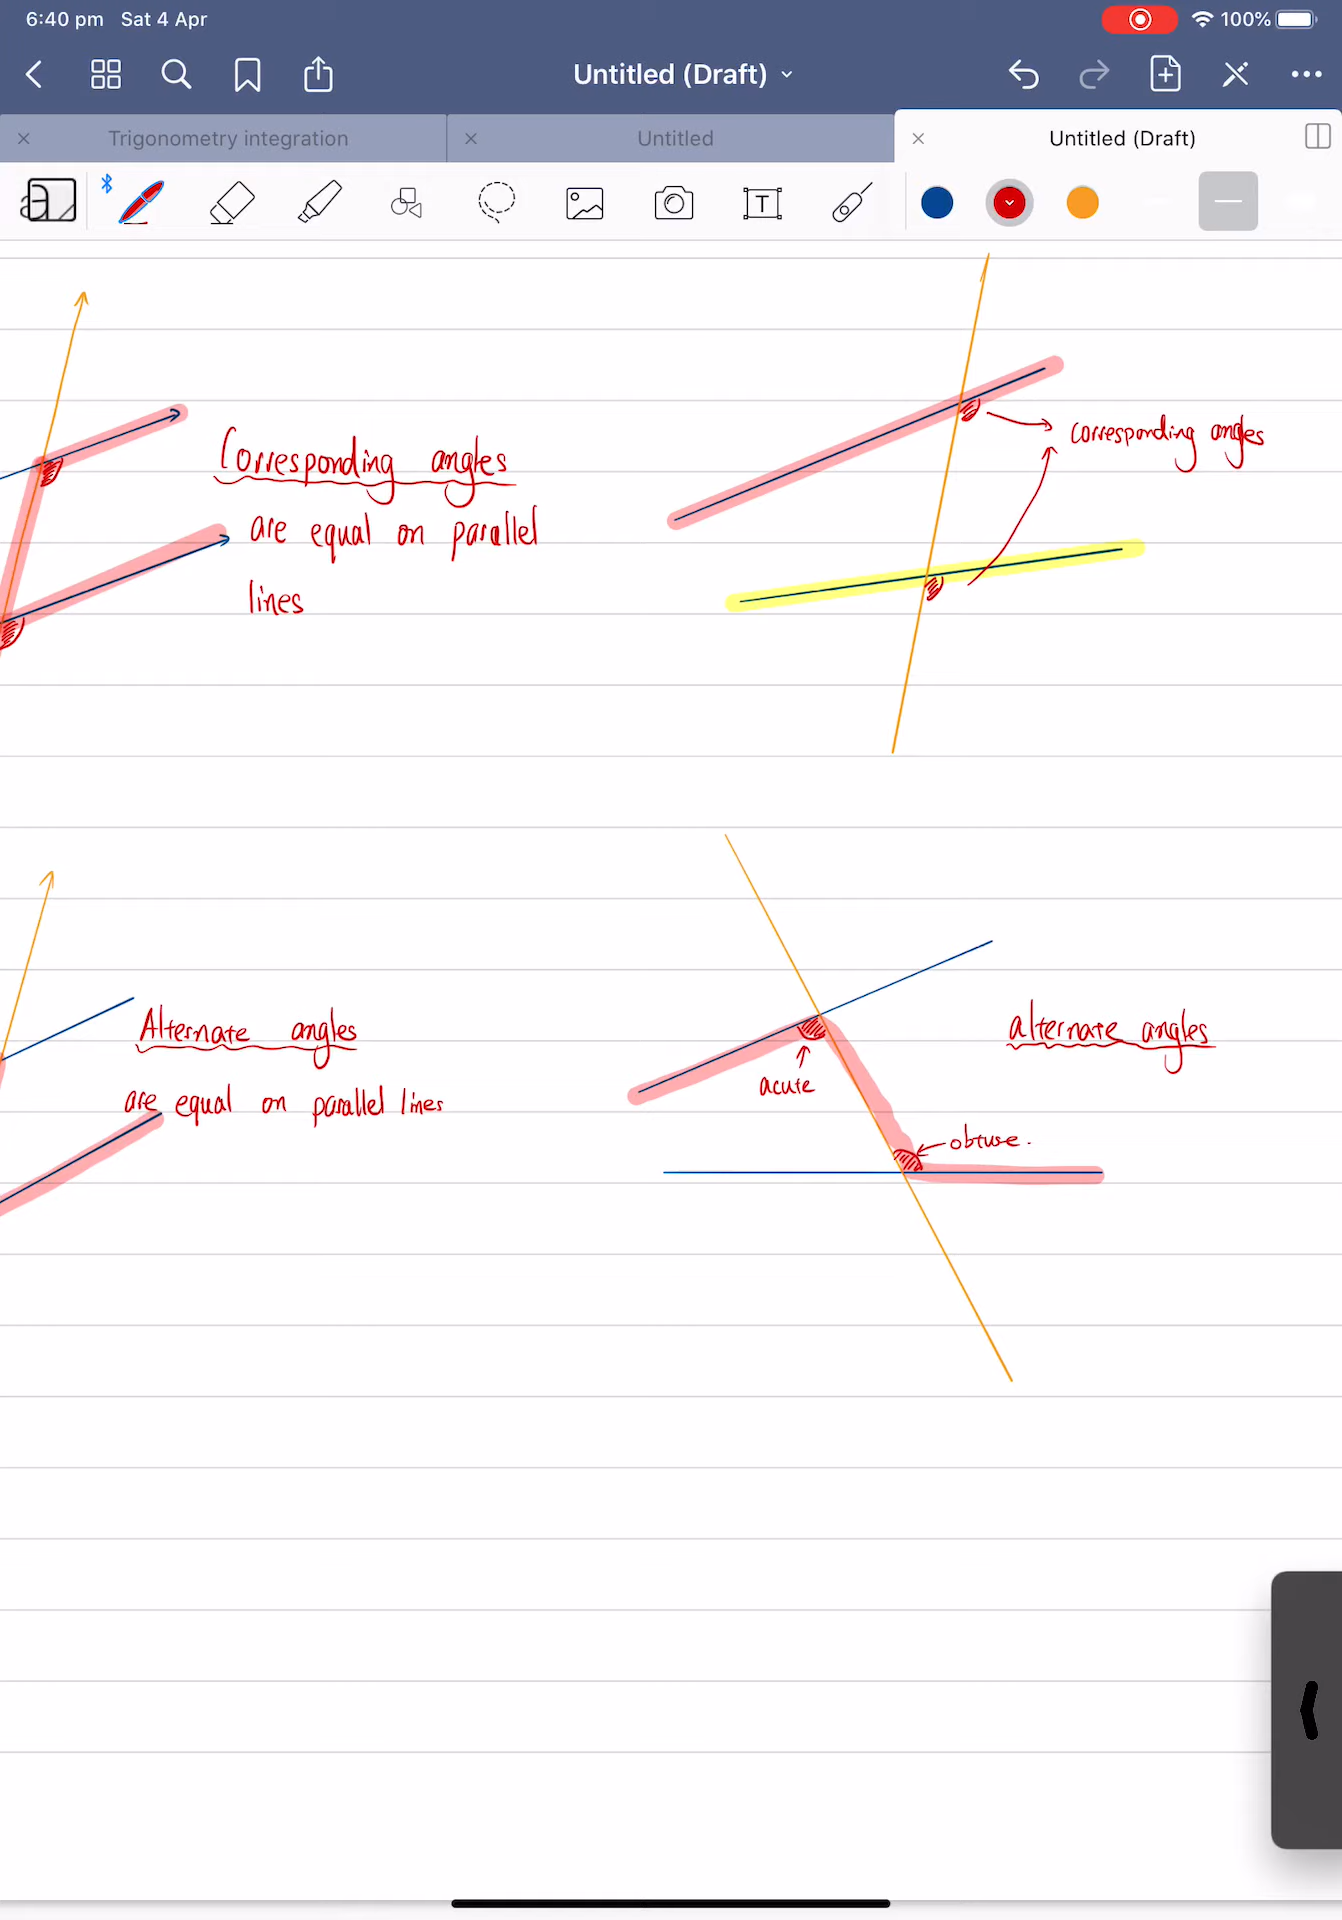 6:40 pm Sat 4 Apr
100%
Untitled (Draft)
Trigonometry integration
Untitled
Untitled (Draft)
T
Corresponding angles
are equal on parallel
lines
corresponding angles
Alternate angles
are equal on parallel lines
alternate angles
acute
obtuse.